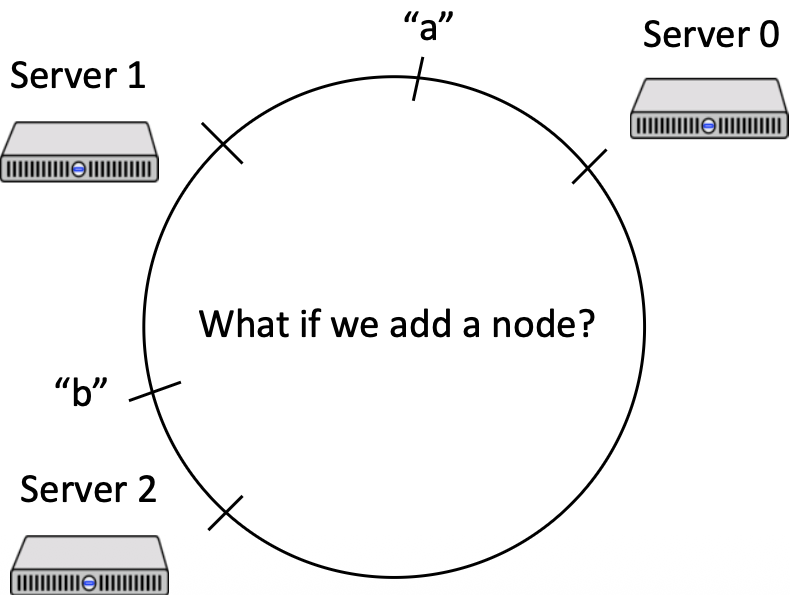 “a”
Server 0
Server 1
What if we add a node?
“b”
Server 2